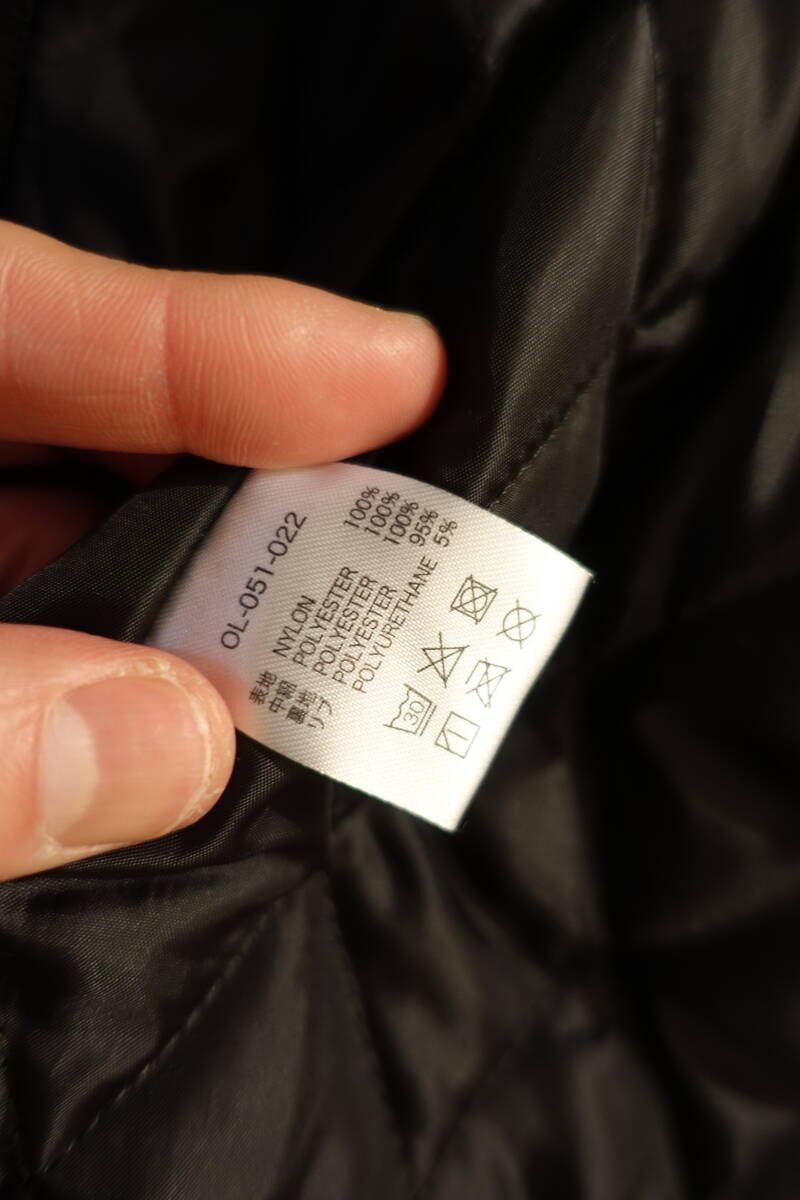 OL-051-022
表地 NYLON 100%
中綿 POLYESTER 100%
裏地 POLYESTER 100%
リブ POLYESTER 95%
POLYURETHANE 5%
30